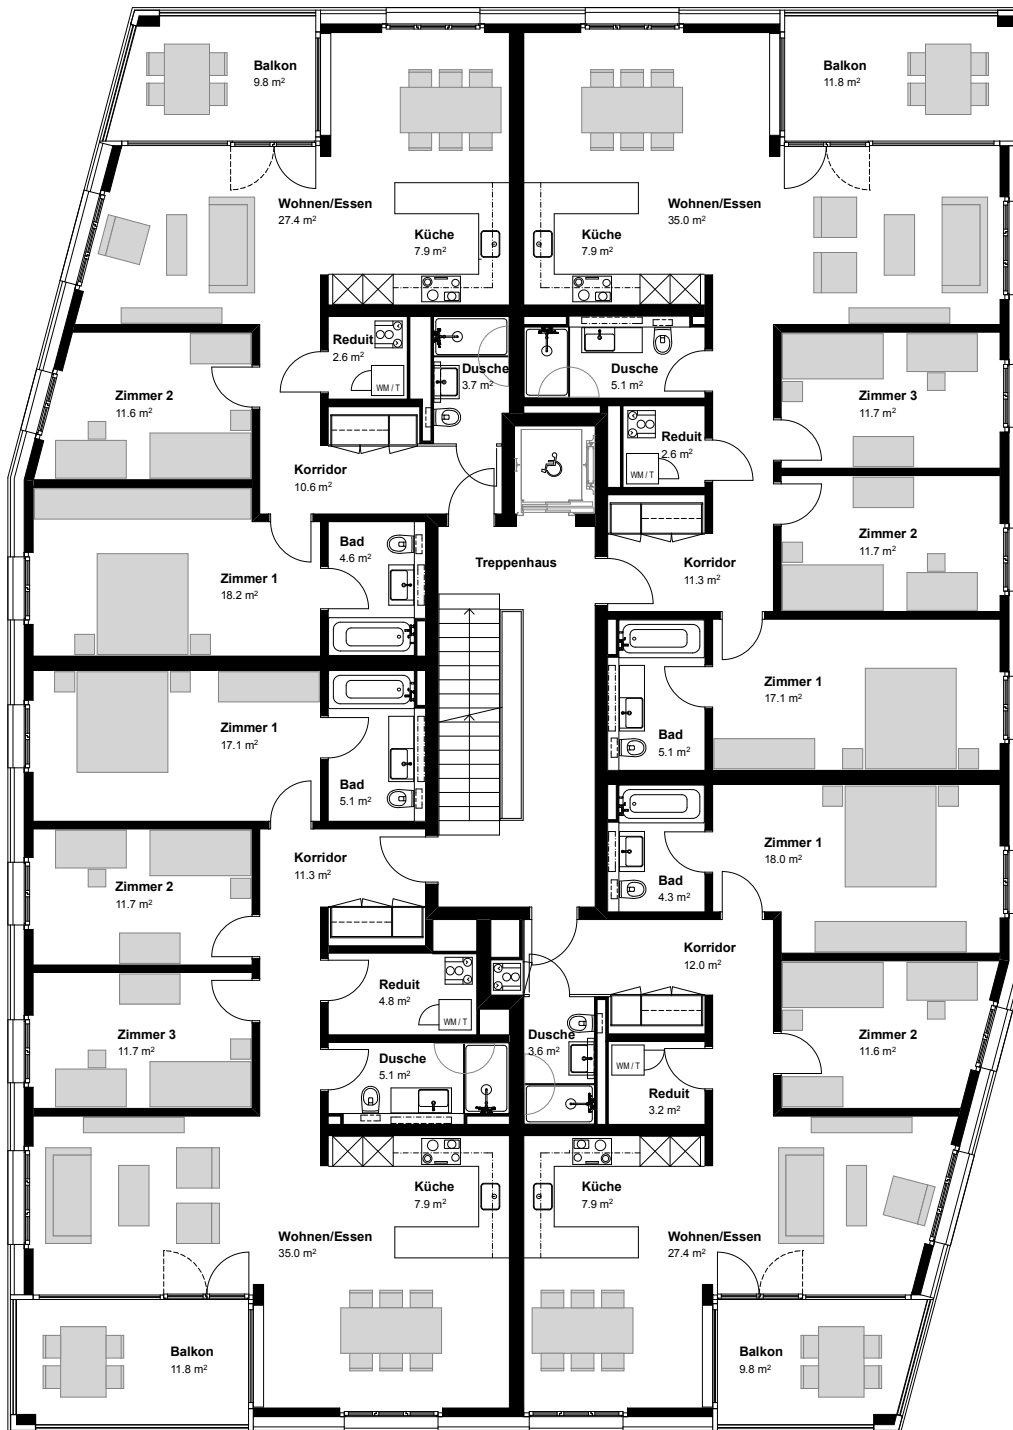 Balkon
9.8 m²
Balkon
11.8 m²
Wohnen/Essen
27.4 m²
Küche
7.9 m²
Küche
7.9 m²
Wohnen/Essen
35.0 m²
Reduit
2.6 m²
WM / T
Dusche
3.7 m²
Dusche
5.1 m²
Zimmer 2
11.6 m²
Zimmer 3
11.7 m²
Reduit
2.6 m²
WM / T
Korridor
10.6 m²
Bad
4.6 m²
Treppenhaus
Korridor
11.3 m²
Zimmer 2
11.7 m²
Zimmer 1
18.2 m²
Zimmer 1
17.1 m²
Zimmer 1
17.1 m²
Bad
5.1 m²
Bad
5.1 m²
Korridor
11.3 m²
Zimmer 1
18.0 m²
Zimmer 2
11.7 m²
Bad
4.3 m²
Korridor
12.0 m²
Reduit
4.8 m²
WM / T
Zimmer 3
11.7 m²
Dusche
3.6 m²
Zimmer 2
11.6 m²
Dusche
5.1 m²
WM / T
Reduit
3.2 m²
Küche
7.9 m²
Küche
7.9 m²
Wohnen/Essen
35.0 m²
Wohnen/Essen
27.4 m²
Balkon
11.8 m²
Balkon
9.8 m²